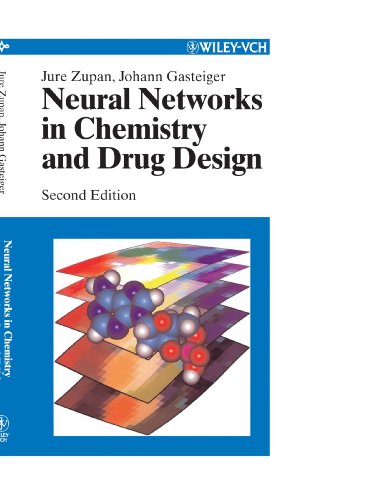 WILEY-VCH
Jure Zupan, Johann Gasteiger
Neural Networks
in Chemistry
and Drug Design
Second Edition
Jure Zupan, Johann Gasteiger
Neural Networks in Chemistry
WILEY